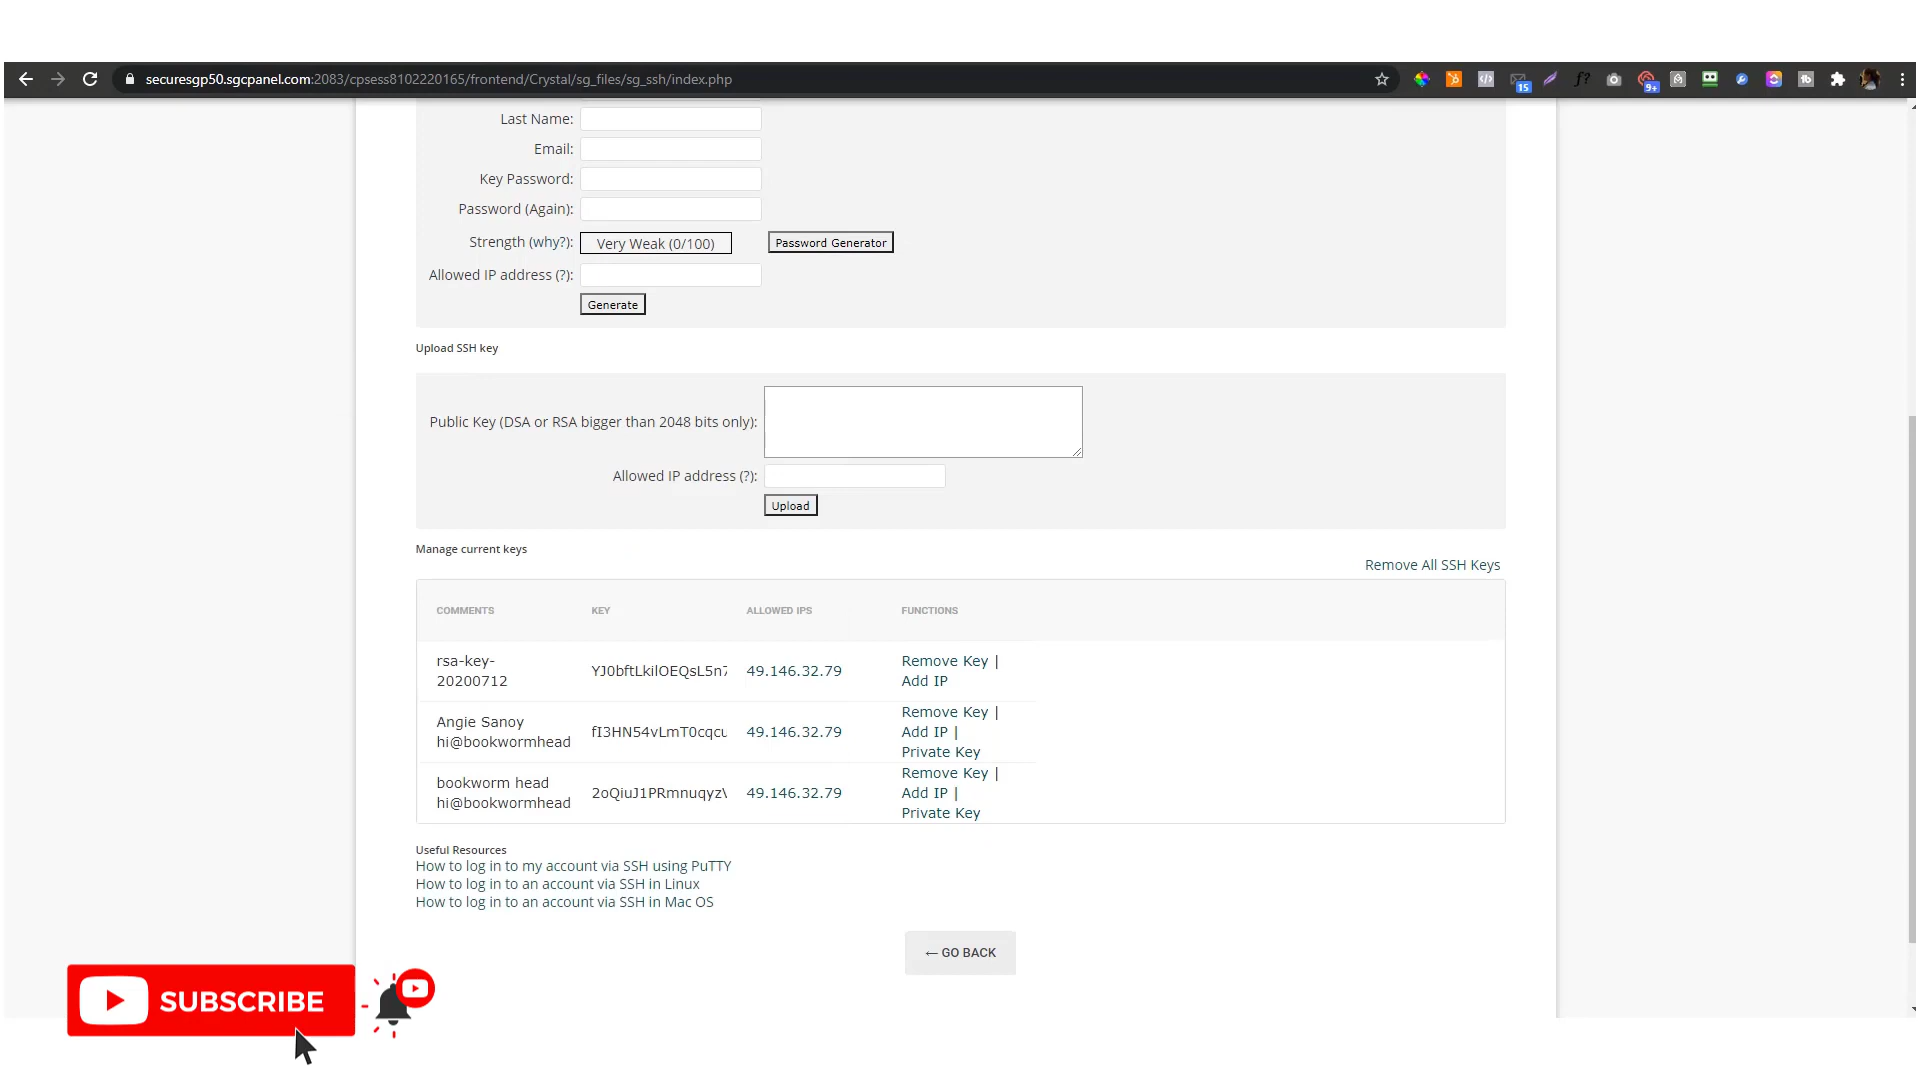 securesgp50.sgcpanel.com:2083/cpsess8102220165/frontend/Crystal/sg_files/sg_ssh/index.php
15
f?
9+
Last Name:
Email:
Key Password:
Password (Again):
Strength (why?): Very Weak (0/100) Password Generator
Allowed IP address (?):
Generate
Upload SSH key
Public Key (DSA or RSA bigger than 2048 bits only):
Allowed IP address (?):
Upload
Manage current keys
Remove All SSH Keys
COMMENTS KEY ALLOWED IPS FUNCTIONS
rsa-key-
20200712
YJ0bftLkilOEQsL5n7
49.146.32.79
Remove Key |
Add IP
Angie Sanoy
hi@bookwormhead
fI3HN54vLmT0cqcu
49.146.32.79
Remove Key |
Add IP |
Private Key
bookworm head
hi@bookwormhead
2oQiuJ1PRmnuqyzV
49.146.32.79
Remove Key |
Add IP |
Private Key
Useful Resources
How to log in to my account via SSH using PuTTY
How to log in to an account via SSH in Linux
How to log in to an account via SSH in Mac OS
← GO BACK
SUBSCRIBE